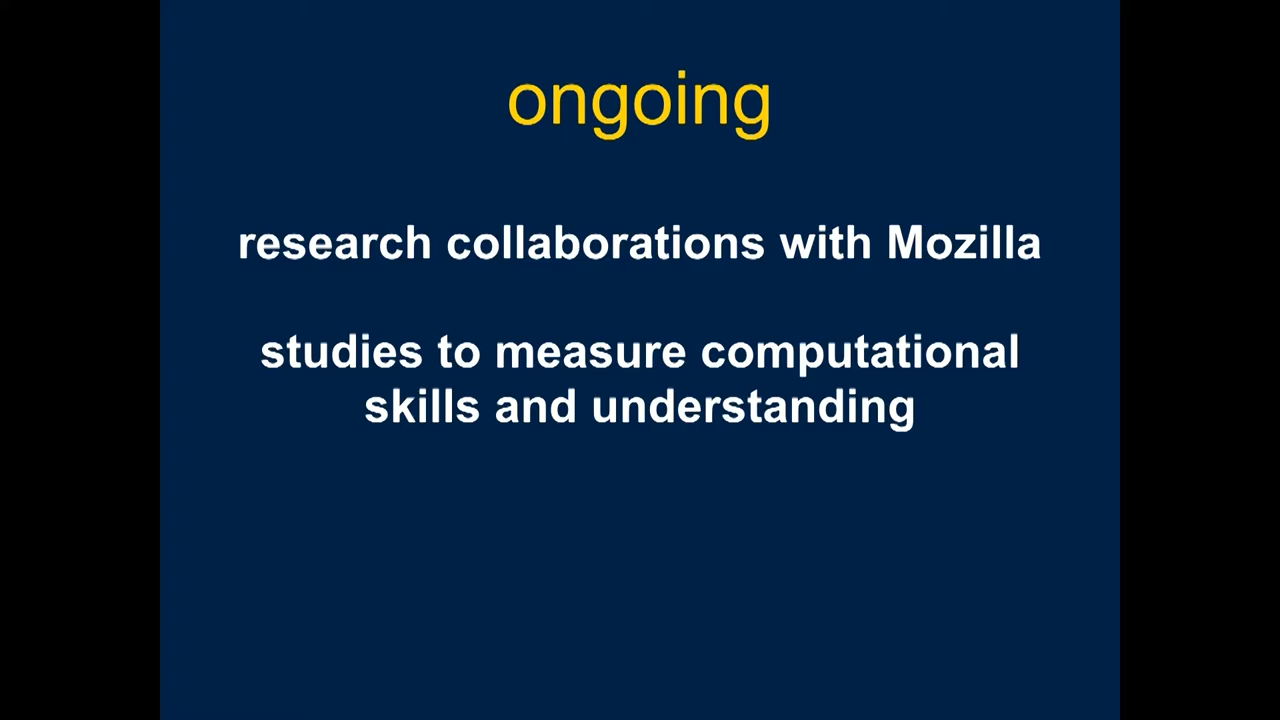 ongoing
research collaborations with Mozilla
studies to measure computational
skills and understanding